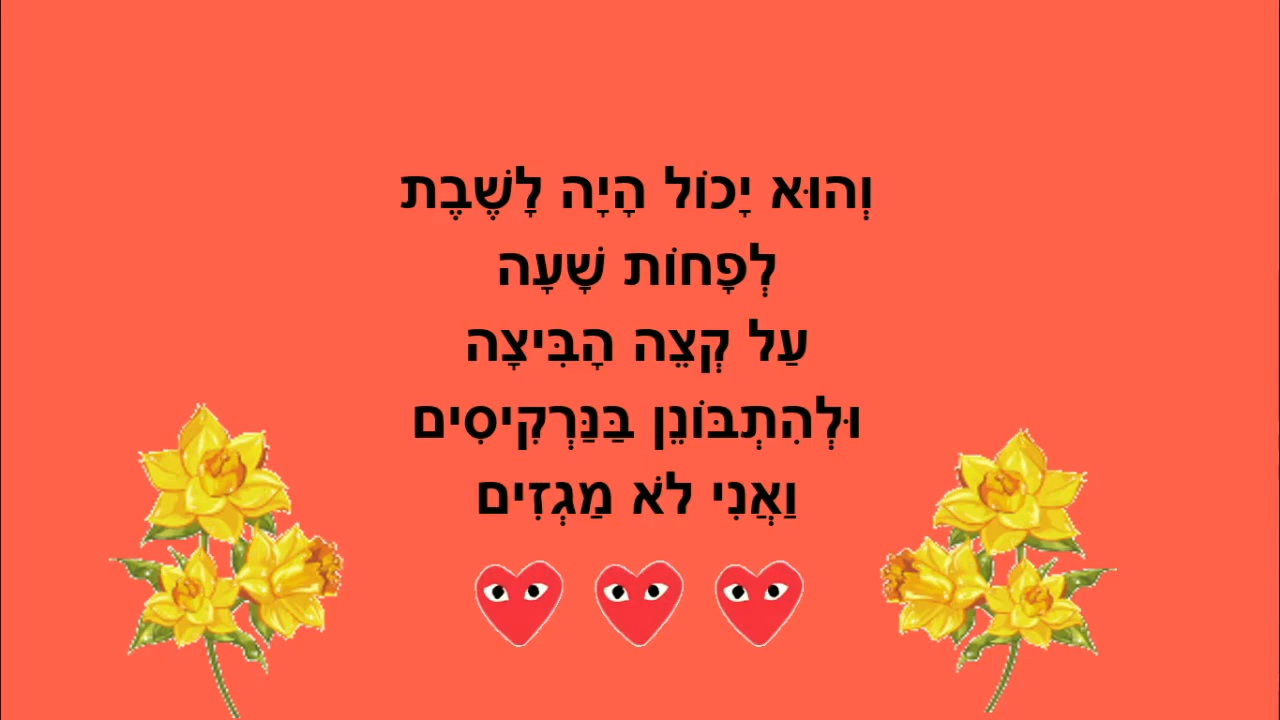 וְהוּא יָכוֹל הָיָה לָשֶׁבֶת
לְפָחוֹת שָׁעָה
עַל קְצֵה הָבִּיצָה
וּלְהִתְבּוֹנֵן בַּנַּרְקִיסִים
וַאֲנִי לֹא מַגְזִים